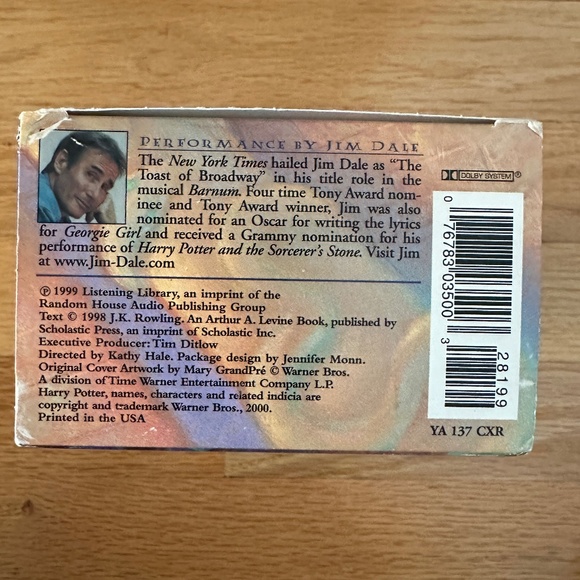 PERFORMANCE BY JIM DALE
The New York Times hailed Jim Dale as "The
Toast of Broadway" in his title role in the
musical Barnum. Four time Tony Award nom-
inee and Tony Award winner, Jim was also
nominated for an Oscar for writing the lyrics
for Georgie Girl and received a Grammy nomination for his
performance of Harry Potter and the Sorcerer's Stone. Visit Jim
at www.Jim-Dale.com
℗ 1999 Listening Library, an imprint of the
Random House Audio Publishing Group
Text © 1998 J.K. Rowling. An Arthur A. Levine Book, published by
Scholastic Press, an imprint of Scholastic Inc.
Executive Producer: Tim Ditlow
Directed by Kathy Hale. Package design by Jennifer Monn.
Original Cover Artwork by Mary GrandPré © Warner Bros.
A division of Time Warner Entertainment Company L.P.
Harry Potter, names, characters and related indicia are
copyright and trademark Warner Bros., 2000.
Printed in the USA
DOLBY SYSTEM®
0 76783 03500 3
28199
YA 137 CXR